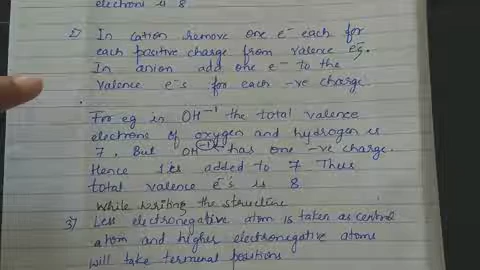 electrons is 8
2) In cation remove one e⁻ each for
each positive charge from valence e⁻s.
In anion add one e⁻ to the
valence e⁻s for each -ve charge
For eg in OH⁻¹ the total valence
electrons of oxygen and hydrogen is
7. But OH⁻¹ has one -ve charge.
Hence 1 is added to 7 Thus
total valence e⁻s is 8
while writing the structure
3) Less electronegative atom is taken as central
atom and higher electronegative atoms
will take terminal positions